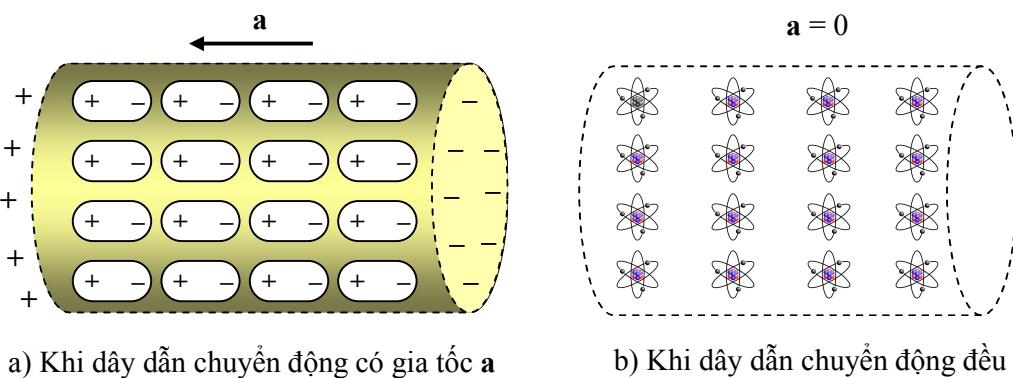 a
a = 0
+ + − + − + − + − −
+ + − + − + − + − − −
+ + − + − + − + − − −
+ + − + − + − + − − −
+ −
a) Khi dây dẫn chuyển động có gia tốc a
b) Khi dây dẫn chuyển động đều